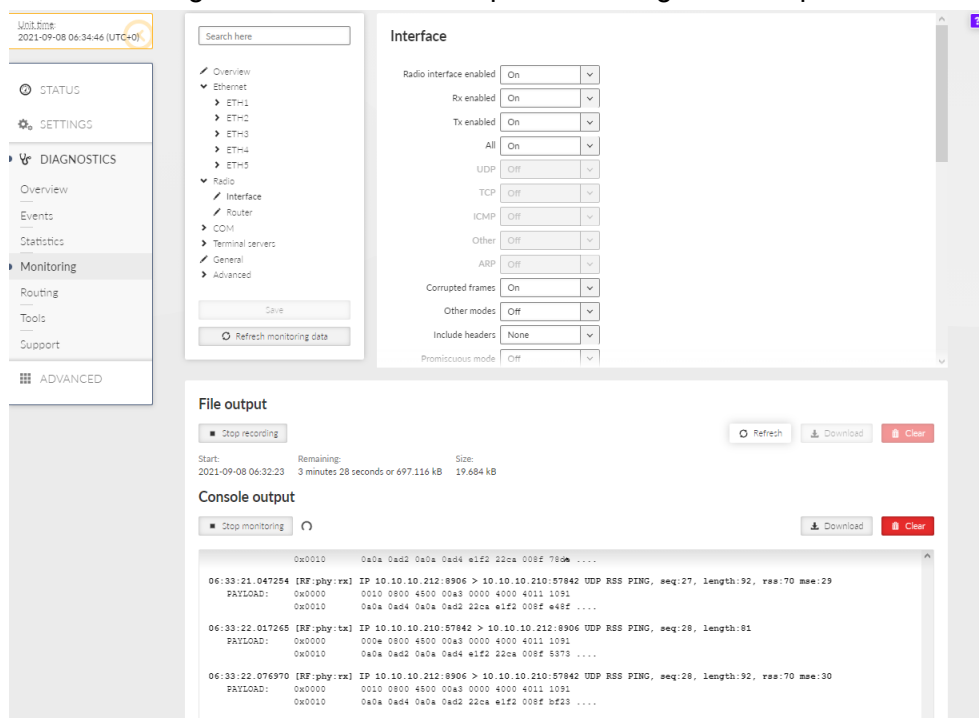 Unit time:
2021-09-08 06:34:46 (UTC+0)
STATUS
SETTINGS
DIAGNOSTICS
Overview
Events
Statistics
Monitoring
Routing
Tools
Support
ADVANCED
Search here
Overview
Ethernet
ETH1
ETH2
ETH3
ETH4
ETH5
Radio
Interface
Router
COM
Terminal servers
General
Advanced
Save
Refresh monitoring data
Interface
Radio interface enabled On
Rx enabled On
Tx enabled On
All On
UDP Off
TCP Off
ICMP Off
Other Off
ARP Off
Corrupted frames On
Other modes Off
Include headers None
Promiscuous mode Off
File output
Stop recording Refresh Download Clear
Start: Remaining: Size:
2021-09-08 06:32:23 3 minutes 28 seconds or 697.116 kB 19.684 kB
Console output
Stop monitoring Download Clear
0x0010 0a0a 0ad2 0a0a 0ad4 e1f2 22ca 008f 78de ....
06:33:21.047254 [RF:phy:rx] IP 10.10.10.212:8906 > 10.10.10.210:57842 UDP RSS PING, seq:27, length:92, rss:70 mse:29
PAYLOAD: 0x0000 0010 0800 4500 00a3 0000 4000 4011 1091
0x0010 0a0a 0ad4 0a0a 0ad2 22ca e1f2 008f e48f ....
06:33:22.017265 [RF:phy:tx] IP 10.10.10.210:57842 > 10.10.10.212:8906 UDP RSS PING, seq:28, length:81
PAYLOAD: 0x0000 000e 0800 4500 00a3 0000 4000 4011 1091
0x0010 0a0a 0ad2 0a0a 0ad4 e1f2 22ca 008f 5373 ....
06:33:22.076970 [RF:phy:rx] IP 10.10.10.212:8906 > 10.10.10.210:57842 UDP RSS PING, seq:28, length:92, rss:70 mse:30
PAYLOAD: 0x0000 0010 0800 4500 00a3 0000 4000 4011 1091
0x0010 0a0a 0ad4 0a0a 0ad2 22ca e1f2 008f bf23 ....